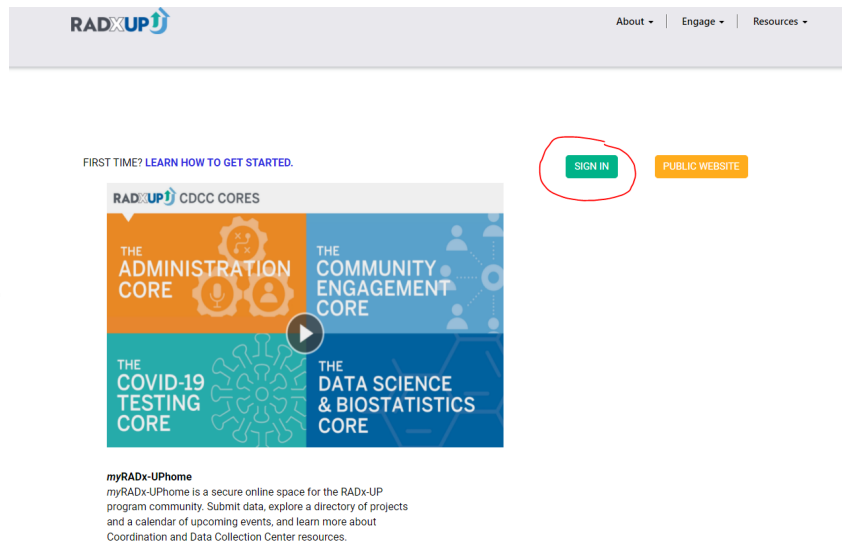 RADXUP
About
Engage
Resources
FIRST TIME? LEARN HOW TO GET STARTED.
SIGN IN
PUBLIC WEBSITE
RADXUP CDCC CORES
THE
ADMINISTRATION
CORE
THE
COMMUNITY
ENGAGEMENT
CORE
THE
COVID-19
TESTING
CORE
THE
DATA SCIENCE
& BIOSTATISTICS
CORE
myRADx-UPhome
myRADx-UPhome is a secure online space for the RADx-UP
program community. Submit data, explore a directory of projects
and a calendar of upcoming events, and learn more about
Coordination and Data Collection Center resources.